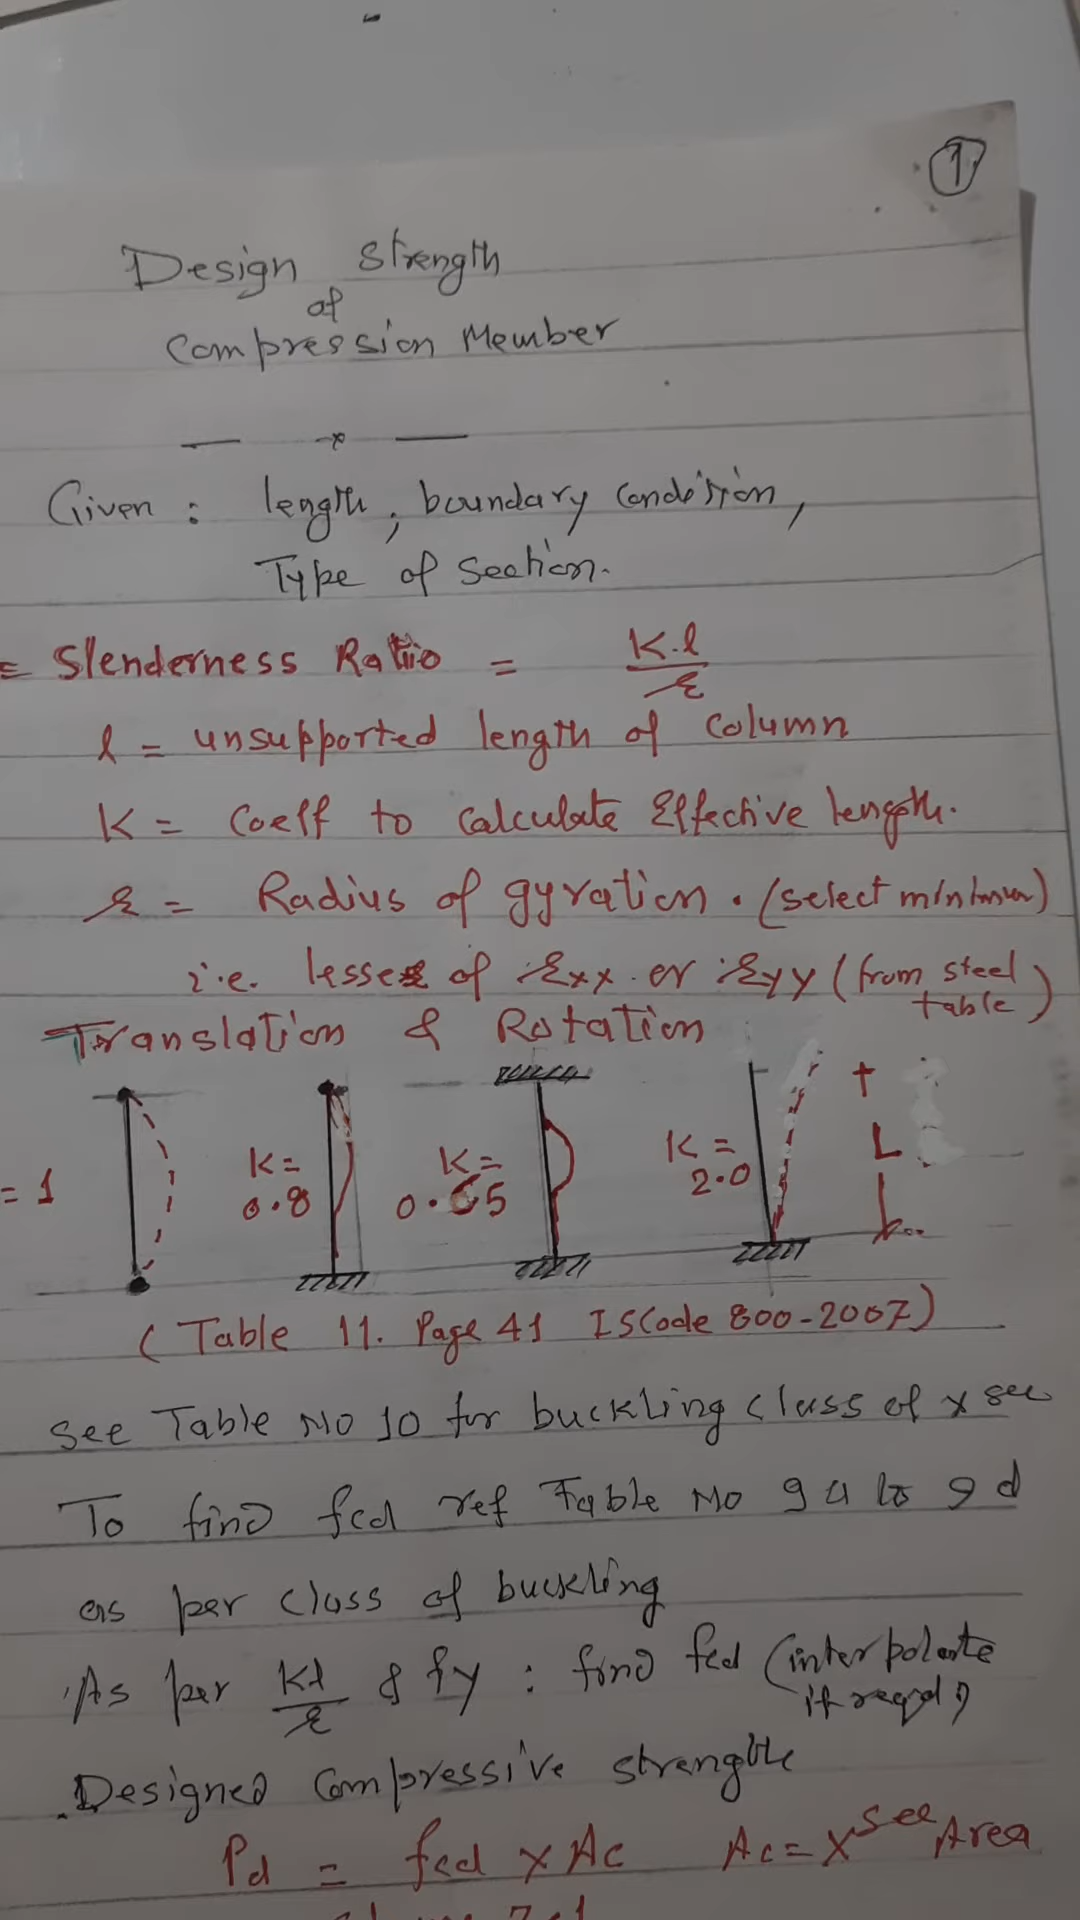 1
Design Strength
of
Compression Member
Given : length, boundary Condition,
Type of Section.
= Slenderness Ratio = K.l / r
l = unsupported length of Column
K = Coeff to Calculate Effective length.
r = Radius of gyration. (select minimum)
i.e. lesser of rxx or ryy (from steel table)
Translation & Rotation
= 1 K = 0.8 K = 0.65 K = 2.0
(Table 11. Page 41 IS Code 800-2007)
See Table No 10 for buckling class of x sec
To find fcd ref Table No 9a to 9d
as per class of buckling
As per Kl / r & fy : find fcd (interpolate if reqd)
Designed Compressive strength
Pd = fcd x Ac Ac = x sec Area